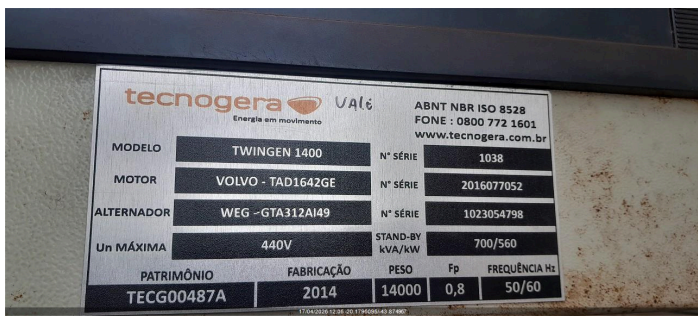 tecnogera VALE
Energia em movimento
ABNT NBR ISO 8528
FONE : 0800 772 1601
www.tecnogera.com.br
MODELO TWINGEN 1400 N° SÉRIE 1038
MOTOR VOLVO - TAD1642GE N° SÉRIE 2016077052
ALTERNADOR WEG -GTA312AI49 N° SÉRIE 1023054798
Un MÁXIMA 440V STAND-BY kVA/kW 700/560
PATRIMÔNIO FABRICAÇÃO PESO Fp FREQUÊNCIA Hz
TECG00487A 2014 14000 0,8 50/60